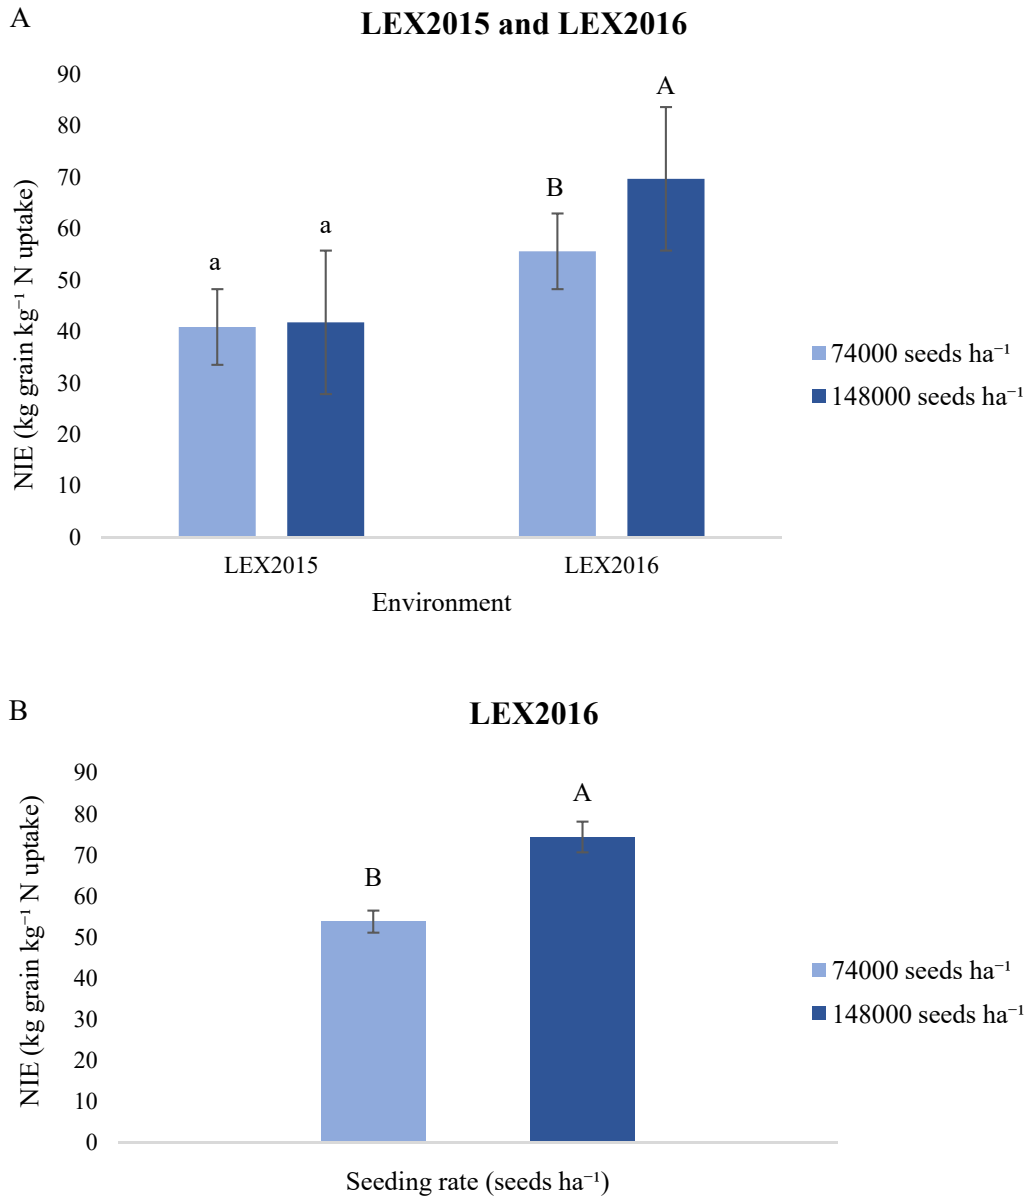 A
LEX2015 and LEX2016
90
80
70
60
50
40
30
20
10
0
NIE (kg grain kg⁻¹ N uptake)
a
a
B
A
LEX2015
LEX2016
Environment
74000 seeds ha⁻¹
148000 seeds ha⁻¹
B
LEX2016
90
80
70
60
50
40
30
20
10
0
NIE (kg grain kg⁻¹ N uptake)
B
A
Seeding rate (seeds ha⁻¹)
74000 seeds ha⁻¹
148000 seeds ha⁻¹